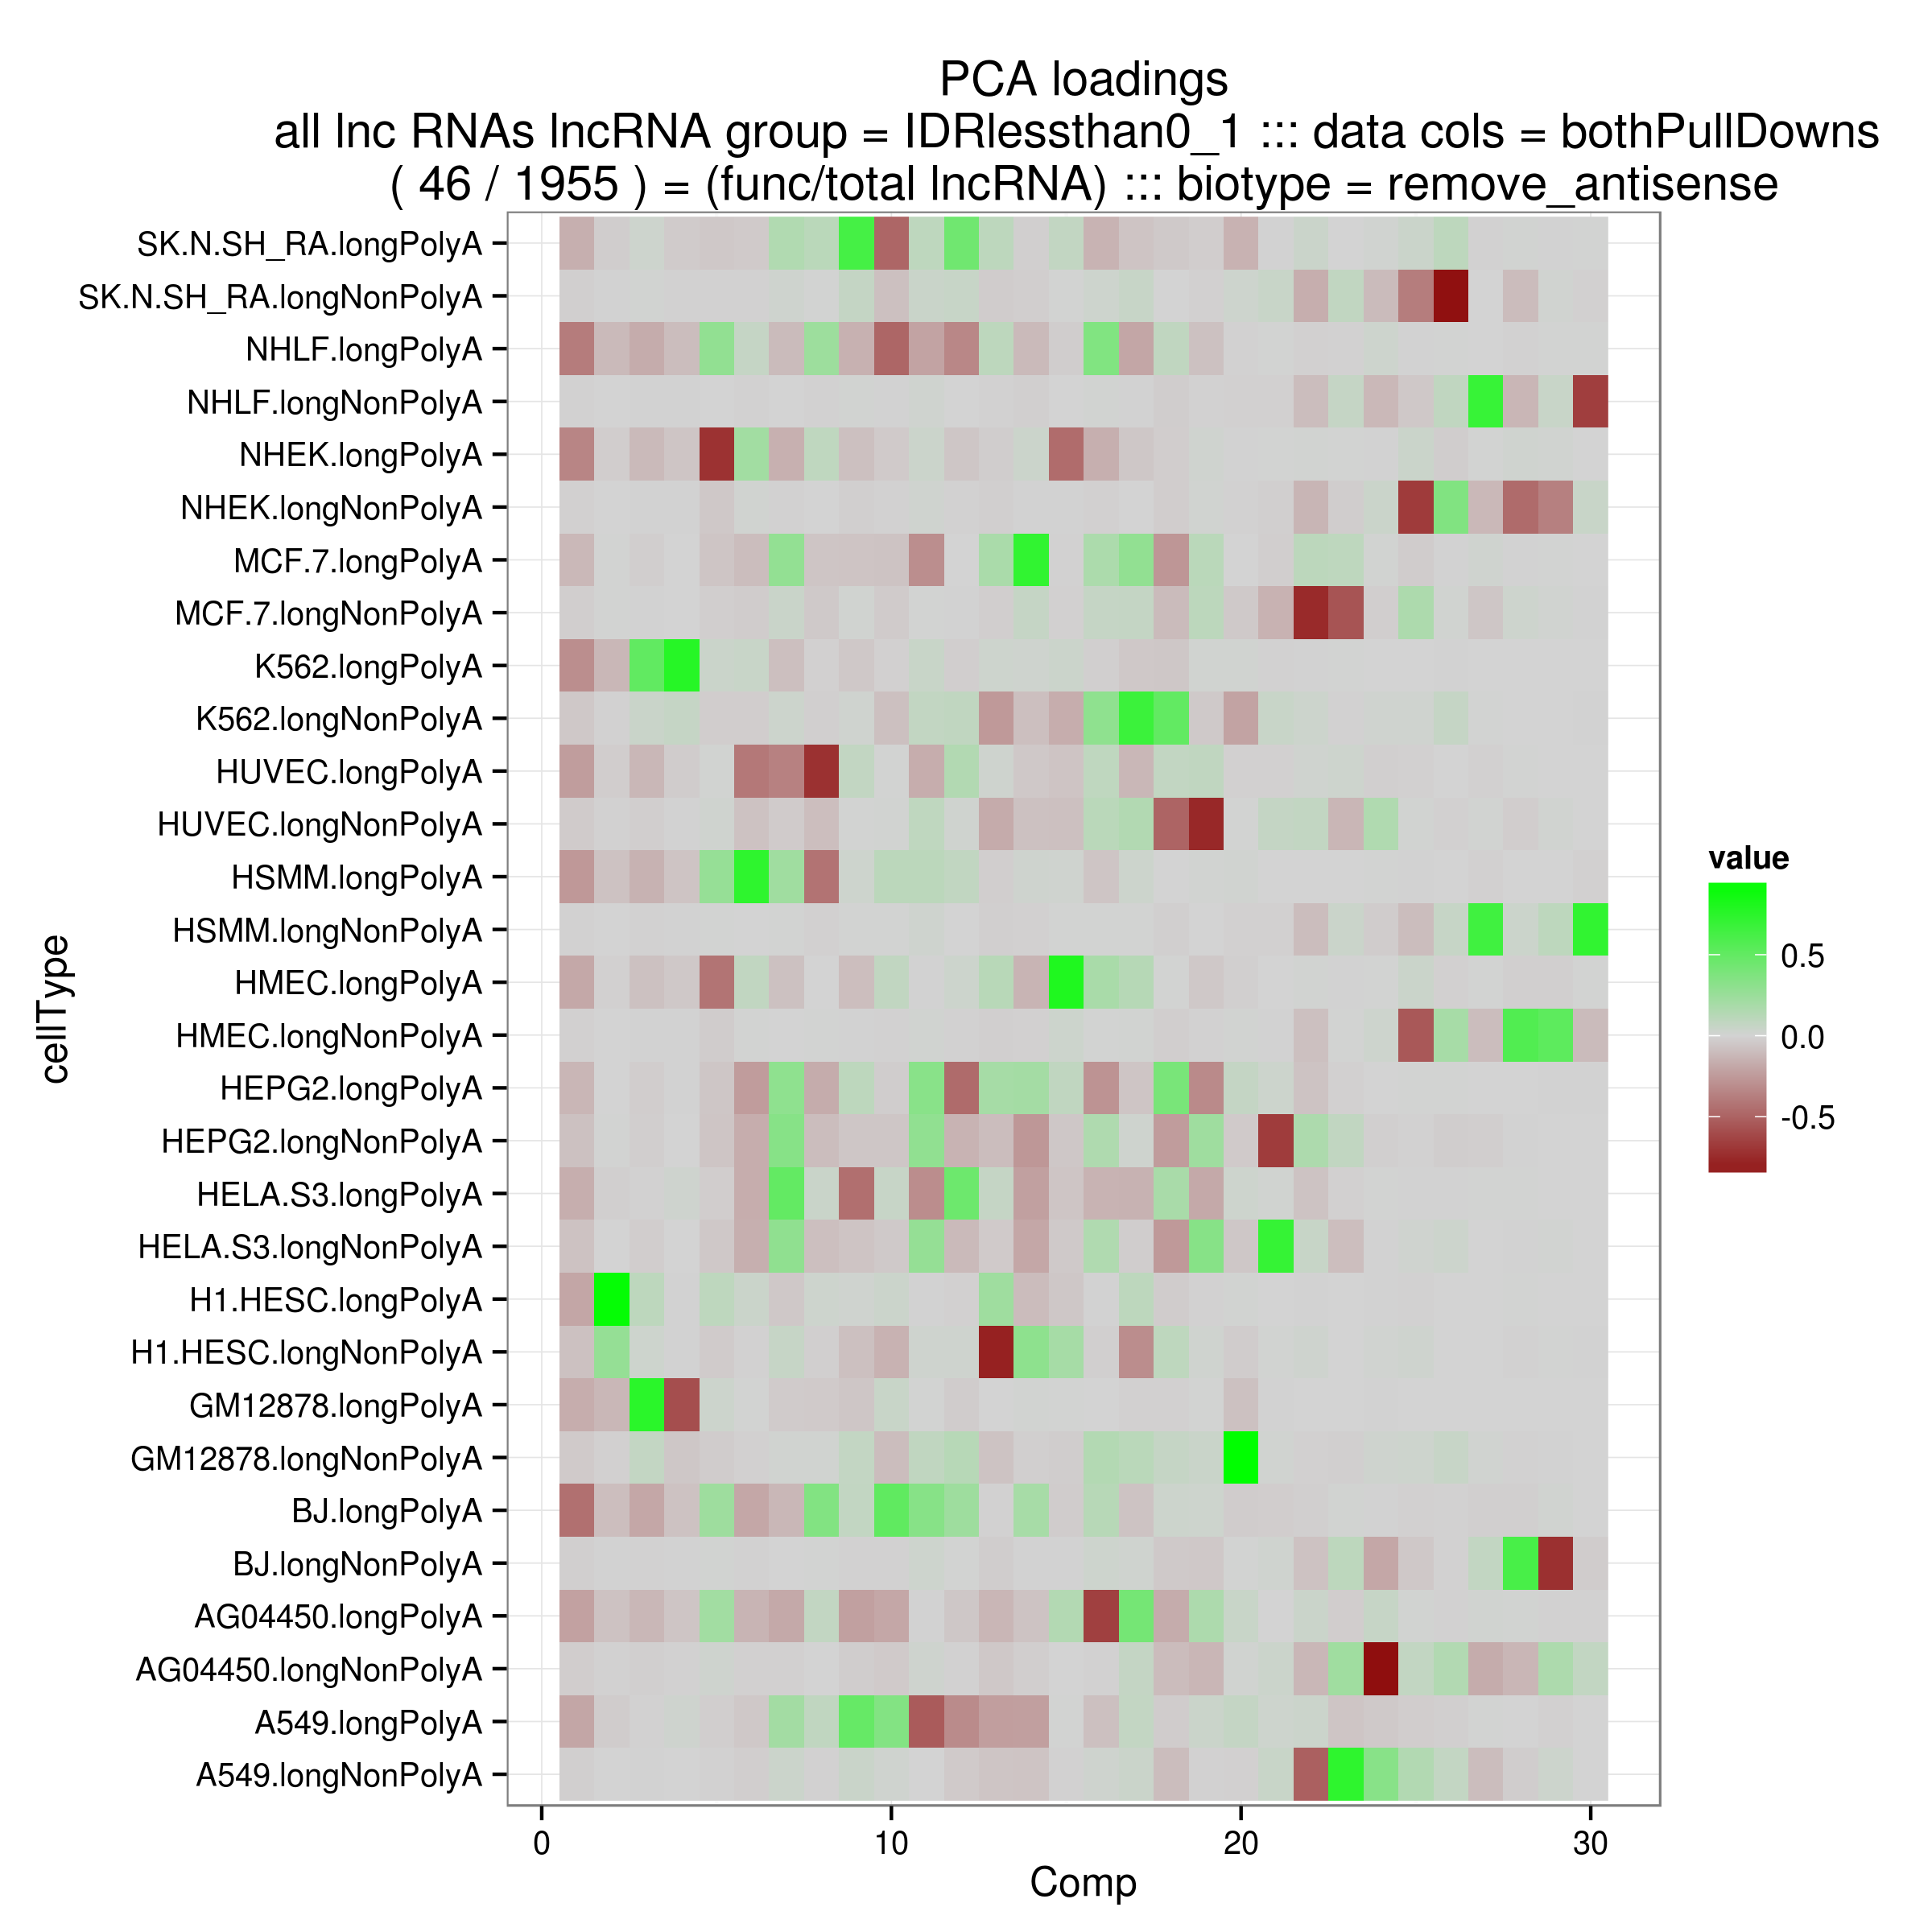 PCA loadings
all lnc RNAs lncRNA group = IDRlessthan0_1 ::: data cols = bothPullDowns
( 46 / 1955 ) = (func/total lncRNA) ::: biotype = remove_antisense
SK.N.SH_RA.longPolyA
SK.N.SH_RA.longNonPolyA
NHLF.longPolyA
NHLF.longNonPolyA
NHEK.longPolyA
NHEK.longNonPolyA
MCF.7.longPolyA
MCF.7.longNonPolyA
K562.longPolyA
K562.longNonPolyA
HUVEC.longPolyA
HUVEC.longNonPolyA
HSMM.longPolyA
HSMM.longNonPolyA
HMEC.longPolyA
HMEC.longNonPolyA
HEPG2.longPolyA
HEPG2.longNonPolyA
HELA.S3.longPolyA
HELA.S3.longNonPolyA
H1.HESC.longPolyA
H1.HESC.longNonPolyA
GM12878.longPolyA
GM12878.longNonPolyA
BJ.longPolyA
BJ.longNonPolyA
AG04450.longPolyA
AG04450.longNonPolyA
A549.longPolyA
A549.longNonPolyA
cellType
0 10 20 30
Comp
value
0.5
0.0
-0.5